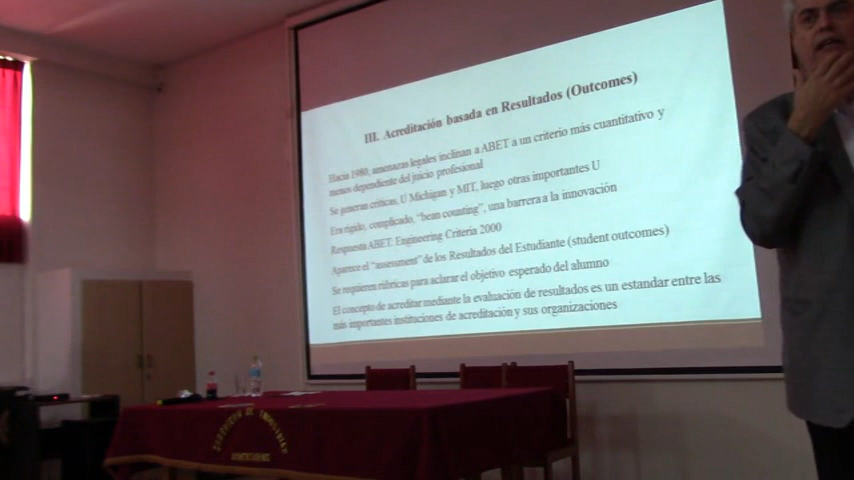 III. Acreditación basada en Resultados (Outcomes)
Hacia 1980, amenazas legales inclinan a ABET a un criterio más cuantitativo y
menos dependiente del juicio profesional
Se generan críticas, U Michigan y MIT, luego otras importantes U
Era rígido, complicado, "bean counting", una barrera a la innovación
Respuesta ABET: Engineering Criteria 2000
Aparece el "assessment" de los Resultados del Estudiante (student outcomes)
Se requieren rúbricas para aclarar el objetivo esperado del alumno
El concepto de acreditar mediante la evaluación de resultados es un estandar entre las
más importantes instituciones de acreditación y sus organizaciones